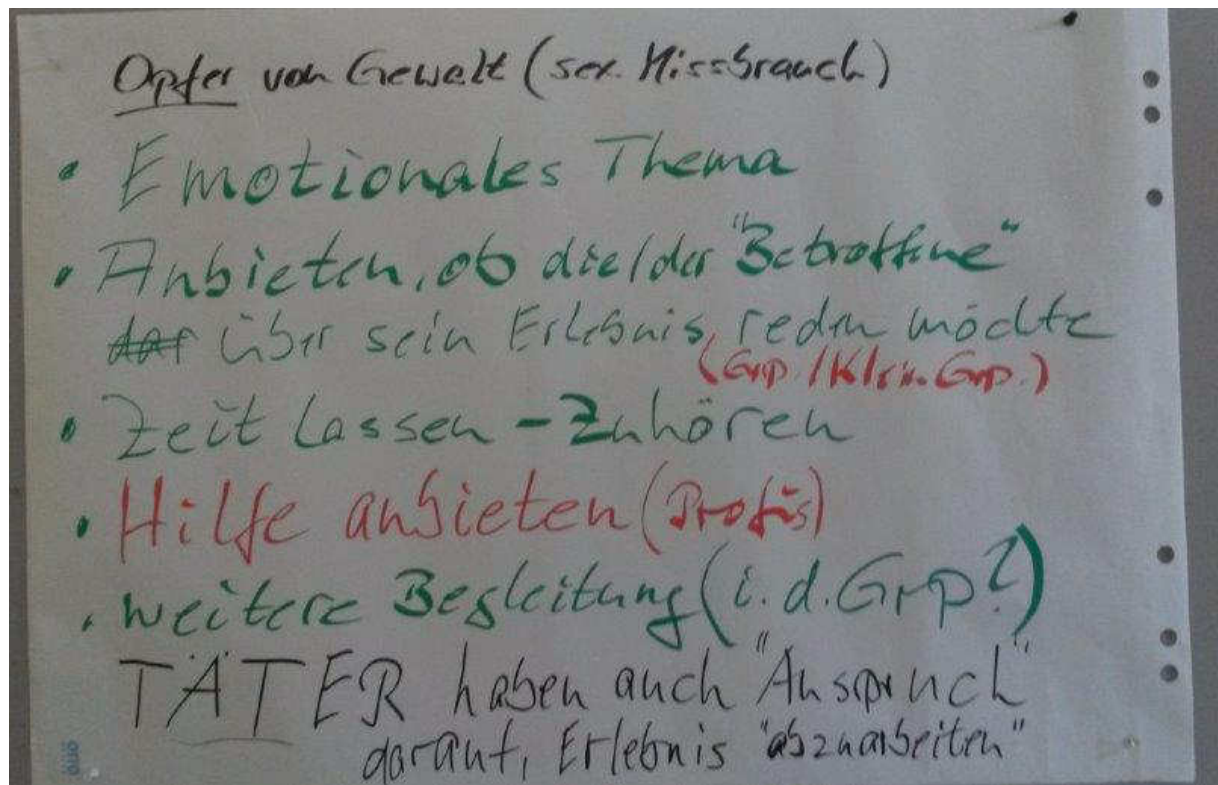 Opfer von Gewalt (sex. Missbrauch)
• Emotionales Thema
• Anbieten, ob die/der "Betroffene"
über sein Erlebnis, reden möchte
(Grp. / Klein. Grp.)
• Zeit lassen - Zuhören
• Hilfe anbieten (Profis)
• weitere Begleitung (i. d. Grp?)
TÄTER haben auch "Anspruch"
darauf, Erlebnis "abzuarbeiten"